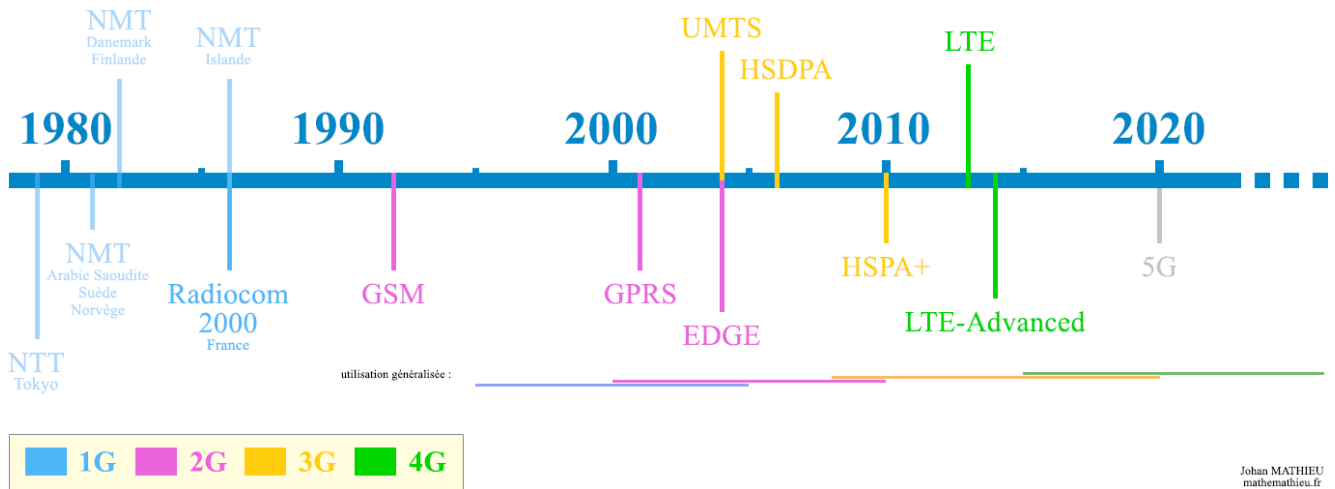 NMT
Danemark
Finlande
NMT
Islande
UMTS
HSDPA
LTE
1980
1990
2000
2010
2020
NMT
Arabie Saoudite
Suède
Norvège
Radiocom
2000
France
GSM
GPRS
EDGE
HSPA+
LTE-Advanced
5G
NTT
Tokyo
utilisation généralisée :
1G
2G
3G
4G
Johan MATHIEU
mathemathieu.fr